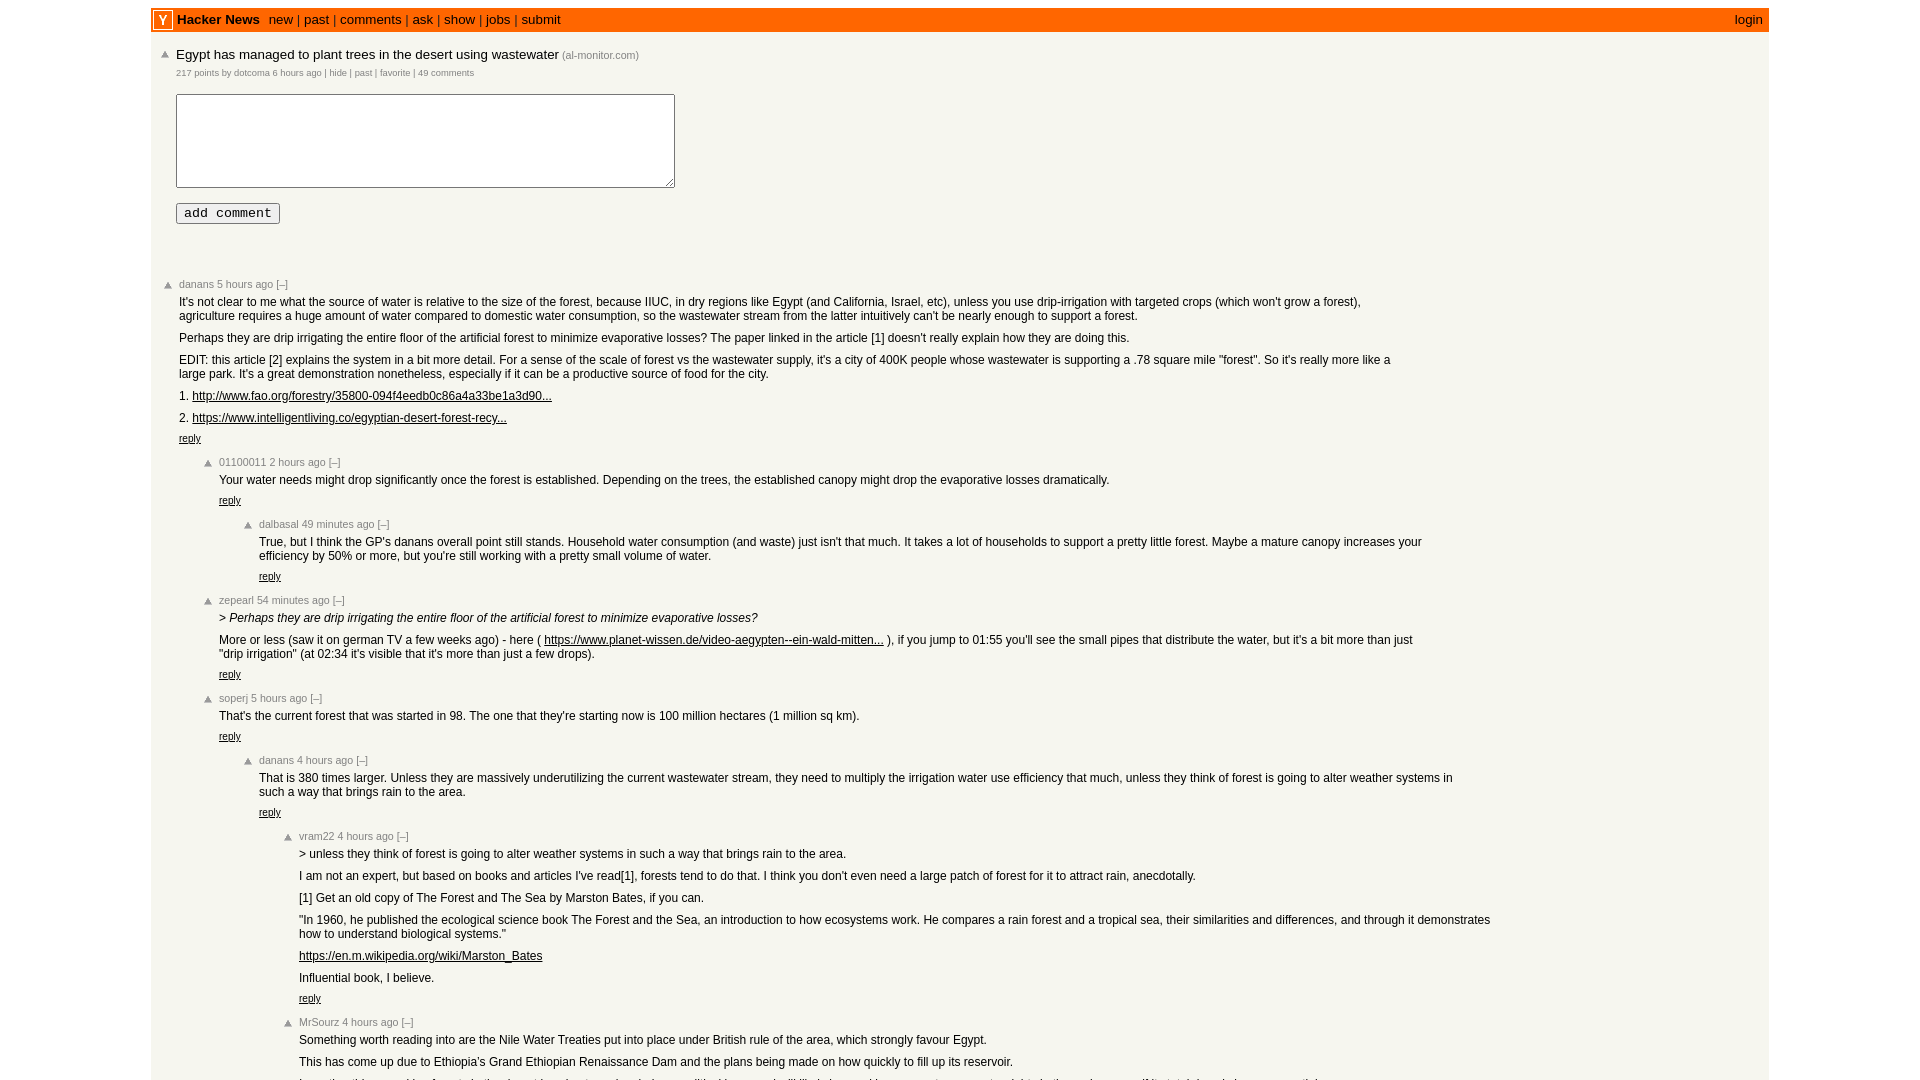 Y Hacker News new | past | comments | ask | show | jobs | submit login
Egypt has managed to plant trees in the desert using wastewater (al-monitor.com)
217 points by dotcoma 6 hours ago | hide | past | favorite | 49 comments
add comment
danans 5 hours ago [–]
It's not clear to me what the source of water is relative to the size of the forest, because IIUC, in dry regions like Egypt (and California, Israel, etc), unless you use drip-irrigation with targeted crops (which won't grow a forest),
agriculture requires a huge amount of water compared to domestic water consumption, so the wastewater stream from the latter intuitively can't be nearly enough to support a forest.
Perhaps they are drip irrigating the entire floor of the artificial forest to minimize evaporative losses? The paper linked in the article [1] doesn't really explain how they are doing this.
EDIT: this article [2] explains the system in a bit more detail. For a sense of the scale of forest vs the wastewater supply, it's a city of 400K people whose wastewater is supporting a .78 square mile "forest". So it's really more like a
large park. It's a great demonstration nonetheless, especially if it can be a productive source of food for the city.
1. http://www.fao.org/forestry/35800-094f4eedb0c86a4a33be1a3d90...
2. https://www.intelligentliving.co/egyptian-desert-forest-recy...
reply
01100011 2 hours ago [–]
Your water needs might drop significantly once the forest is established. Depending on the trees, the established canopy might drop the evaporative losses dramatically.
reply
dalbasal 49 minutes ago [–]
True, but I think the GP's danans overall point still stands. Household water consumption (and waste) just isn't that much. It takes a lot of households to support a pretty little forest. Maybe a mature canopy increases your
efficiency by 50% or more, but you're still working with a pretty small volume of water.
reply
zepearl 54 minutes ago [–]
> Perhaps they are drip irrigating the entire floor of the artificial forest to minimize evaporative losses?
More or less (saw it on german TV a few weeks ago) - here ( https://www.planet-wissen.de/video-aegypten--ein-wald-mitten... ), if you jump to 01:55 you'll see the small pipes that distribute the water, but it's a bit more than just
"drip irrigation" (at 02:34 it's visible that it's more than just a few drops).
reply
soperj 5 hours ago [–]
That's the current forest that was started in 98. The one that they're starting now is 100 million hectares (1 million sq km).
reply
danans 4 hours ago [–]
That is 380 times larger. Unless they are massively underutilizing the current wastewater stream, they need to multiply the irrigation water use efficiency that much, unless they think of forest is going to alter weather systems in
such a way that brings rain to the area.
reply
vram22 4 hours ago [–]
> unless they think of forest is going to alter weather systems in such a way that brings rain to the area.
I am not an expert, but based on books and articles I've read[1], forests tend to do that. I think you don't even need a large patch of forest for it to attract rain, anecdotally.
[1] Get an old copy of The Forest and The Sea by Marston Bates, if you can.
"In 1960, he published the ecological science book The Forest and the Sea, an introduction to how ecosystems work. He compares a rain forest and a tropical sea, their similarities and differences, and through it demonstrates
how to understand biological systems."
https://en.m.wikipedia.org/wiki/Marston_Bates
Influential book, I believe.
reply
MrSourz 4 hours ago [–]
Something worth reading into are the Nile Water Treaties put into place under British rule of the area, which strongly favour Egypt.
This has come up due to Ethiopia's Grand Ethiopian Renaissance Dam and the plans being made on how quickly to fill up its reservoir.